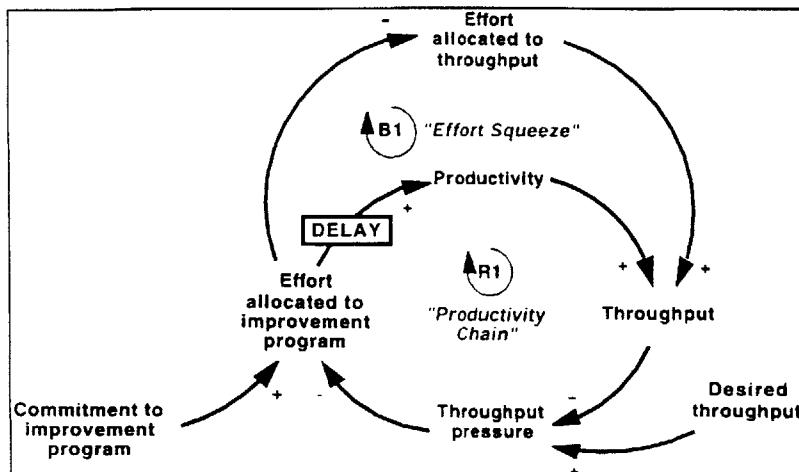 -
Effort
allocated to
throughput
B1 "Effort Squeeze"
Productivity
+
DELAY
R1
+ +
Effort
allocated to
improvement
program
"Productivity
Chain"
Throughput
+ -
-
Commitment to
improvement
program
Throughput
pressure
Desired
throughput
+